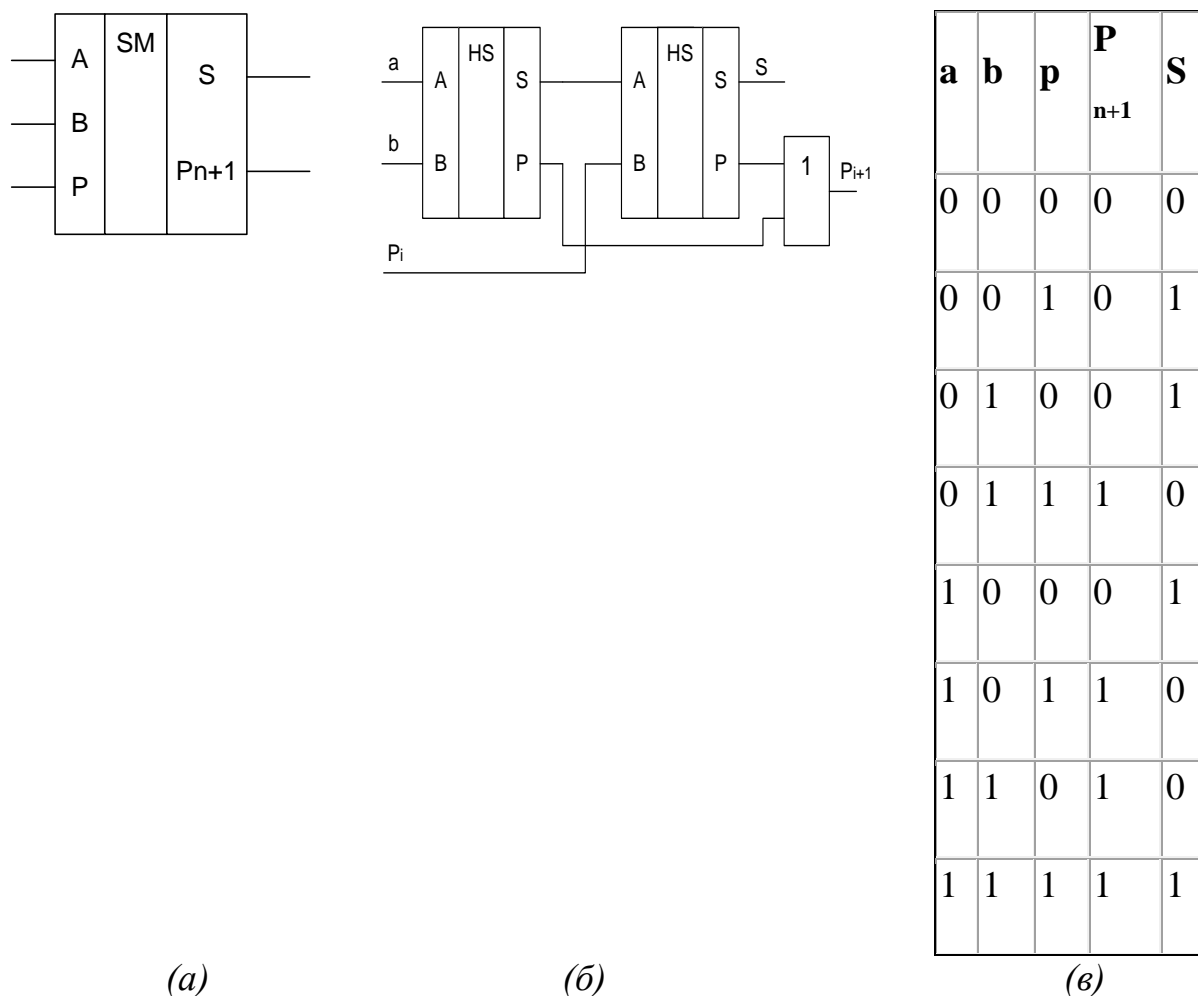 SM
A
S
B
P
Pn+1
a
HS
HS
A
S
A
S
S
b
B
P
B
P
1
Pi+1
Pi
a b p P n+1 S
0 0 0 0 0
0 0 1 0 1
0 1 0 0 1
0 1 1 1 0
1 0 0 0 1
1 0 1 1 0
1 1 0 1 0
1 1 1 1 1
(а) (б) (в)